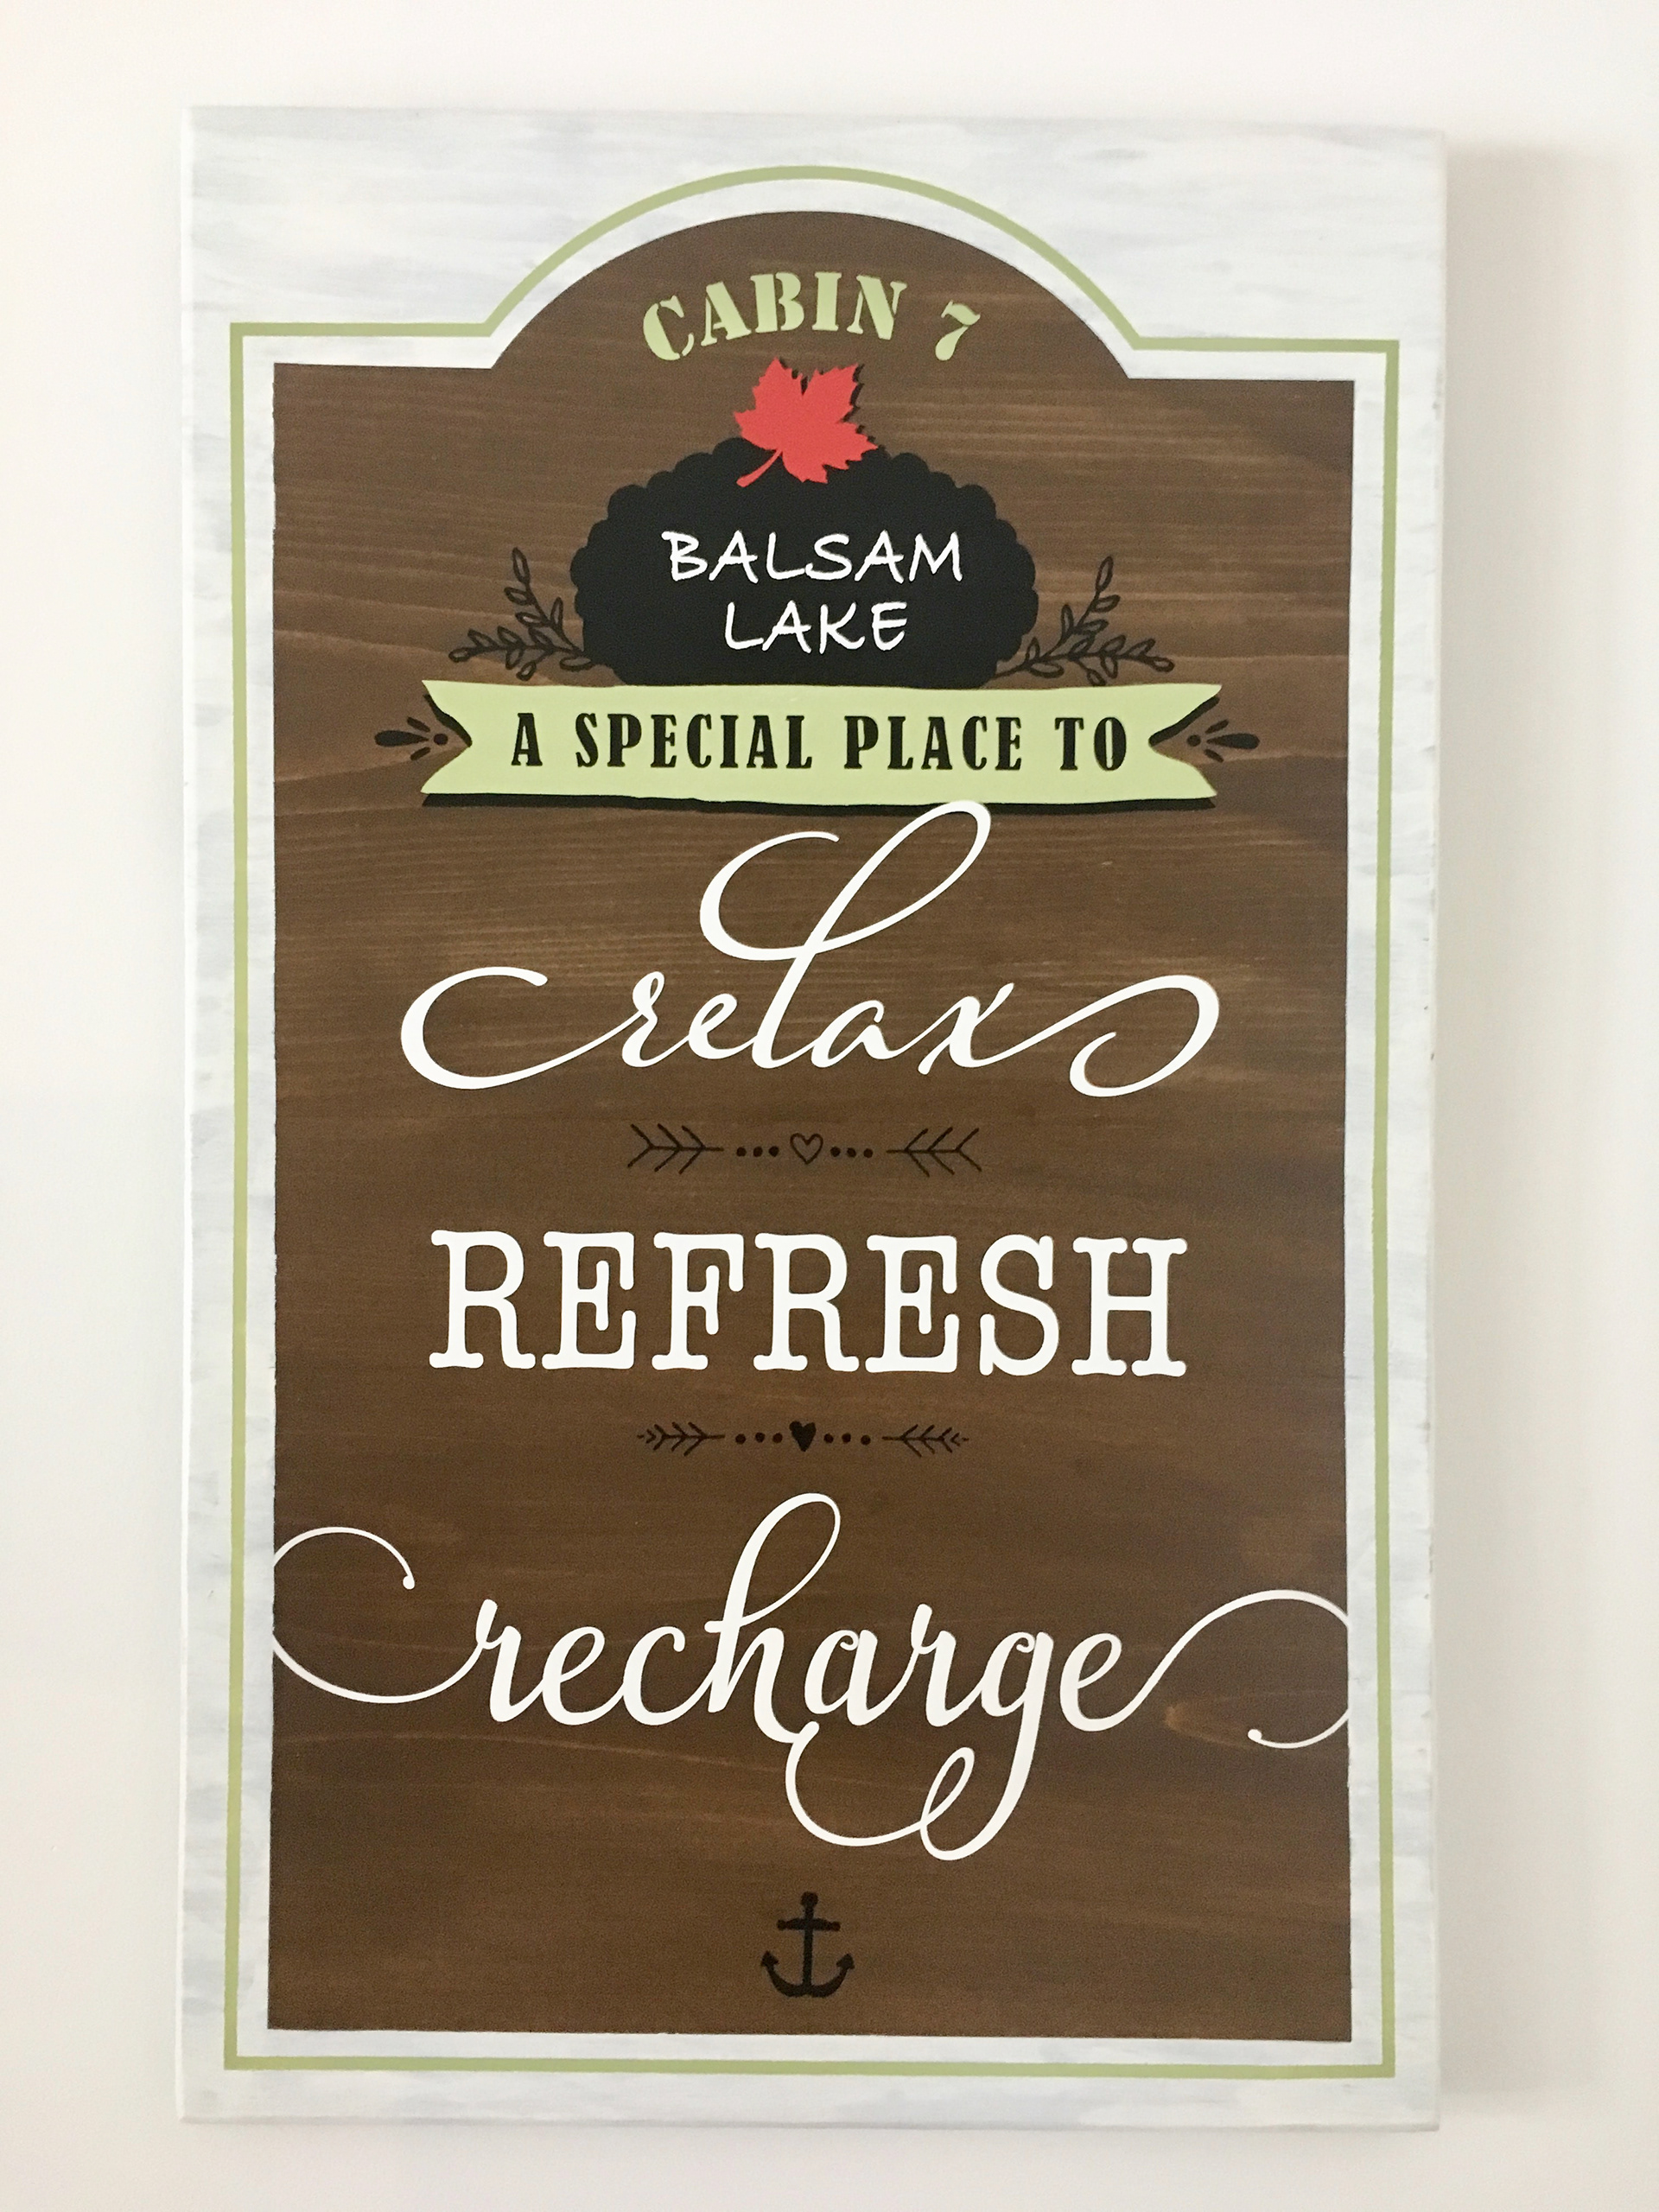 CABIN 7
BALSAM
LAKE
A SPECIAL PLACE TO
relax
REFRESH
recharge